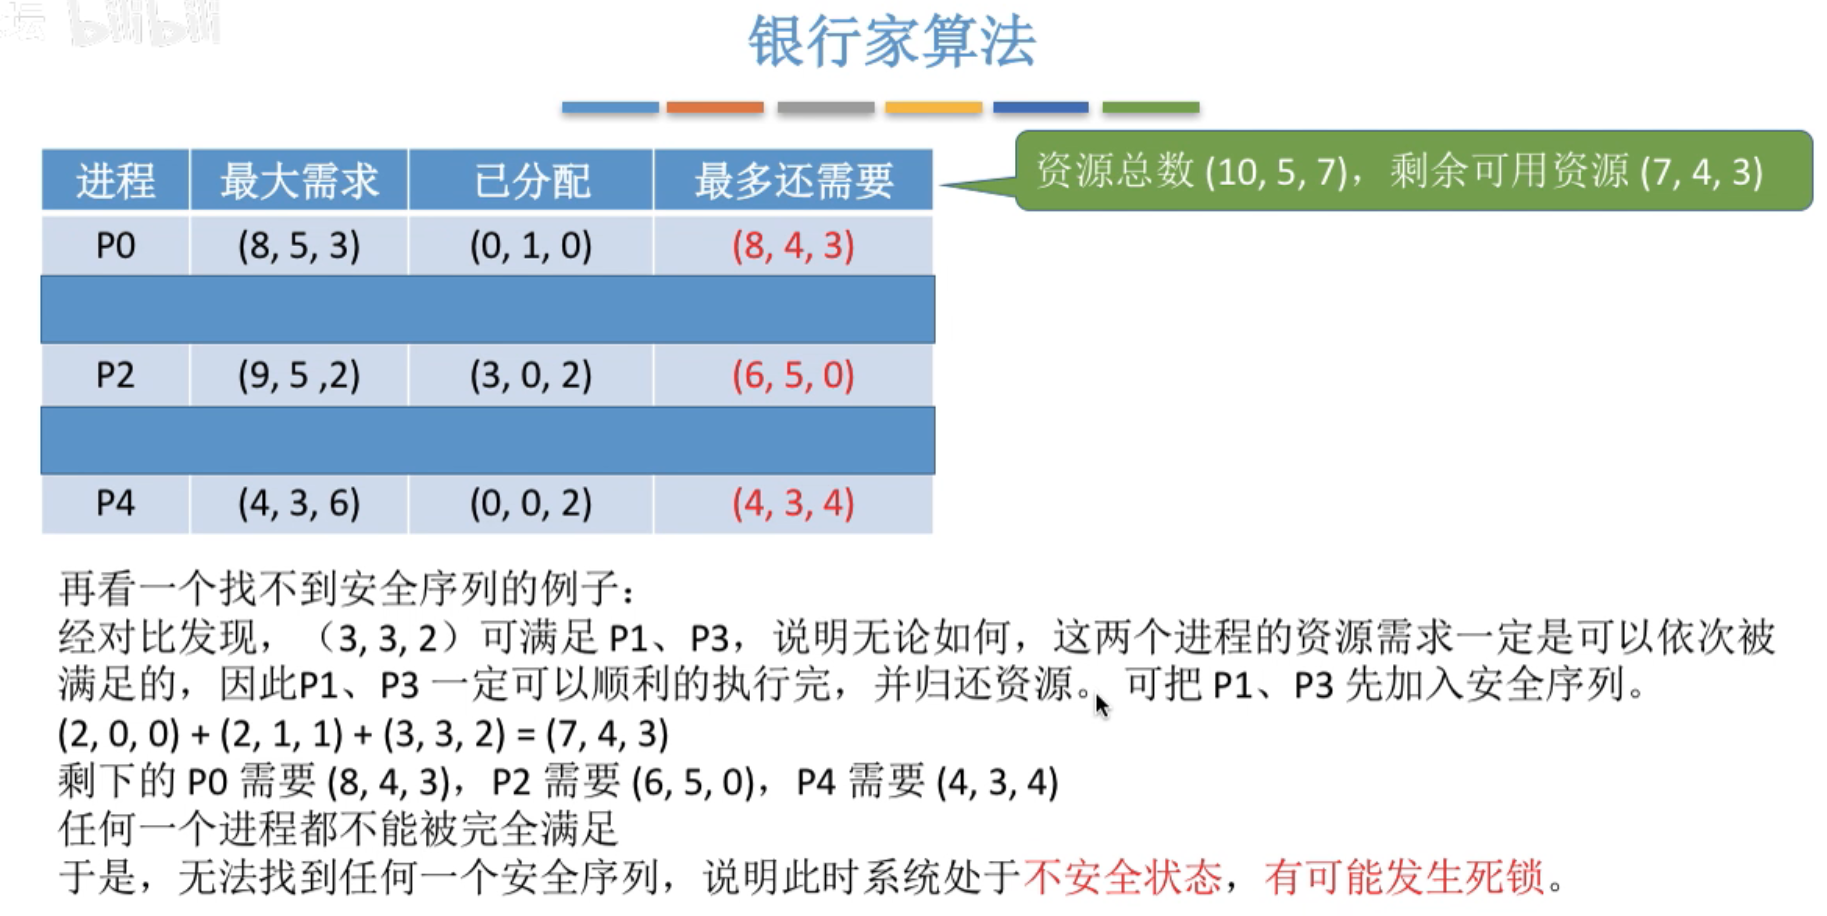 坛 bilibili
银行家算法
资源总数 (10, 5, 7)，剩余可用资源 (7, 4, 3)
进程 最大需求 已分配 最多还需要
P0 (8, 5, 3) (0, 1, 0) (8, 4, 3)
P2 (9, 5 ,2) (3, 0, 2) (6, 5, 0)
P4 (4, 3, 6) (0, 0, 2) (4, 3, 4)
再看一个找不到安全序列的例子：
经对比发现，（3, 3, 2）可满足 P1、P3，说明无论如何，这两个进程的资源需求一定是可以依次被
满足的，因此P1、P3 一定可以顺利的执行完，并归还资源。 可把 P1、P3 先加入安全序列。
(2, 0, 0) + (2, 1, 1) + (3, 3, 2) = (7, 4, 3)
剩下的 P0 需要 (8, 4, 3)，P2 需要 (6, 5, 0)，P4 需要 (4, 3, 4)
任何一个进程都不能被完全满足
于是，无法找到任何一个安全序列，说明此时系统处于不安全状态，有可能发生死锁。